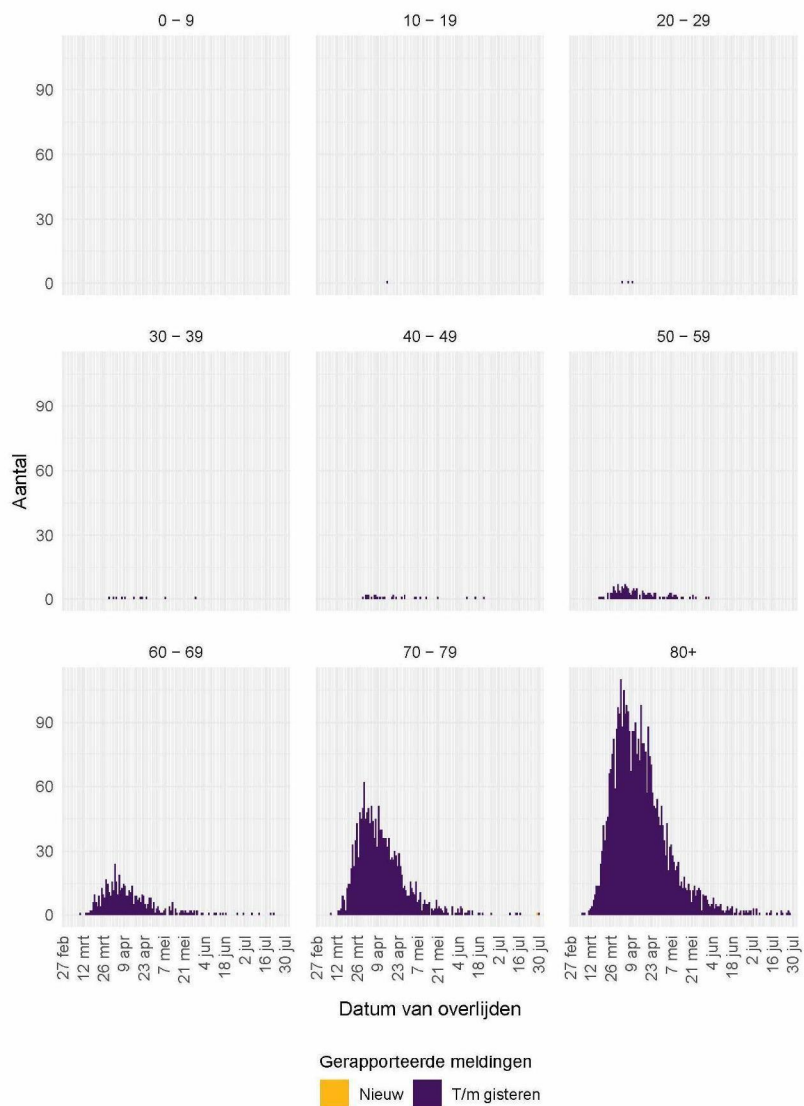 0 – 9
10 – 19
20 – 29
90
60
30
0
30 – 39
40 – 49
50 – 59
90
60
30
0
Aantal
60 – 69
70 – 79
80+
90
60
30
0
27 feb
12 mrt
26 mrt
9 apr
23 apr
7 mei
21 mei
4 jun
18 jun
2 jul
16 jul
30 jul
27 feb
12 mrt
26 mrt
9 apr
23 apr
7 mei
21 mei
4 jun
18 jun
2 jul
16 jul
30 jul
27 feb
12 mrt
26 mrt
9 apr
23 apr
7 mei
21 mei
4 jun
18 jun
2 jul
16 jul
30 jul
Datum van overlijden
Gerapporteerde meldingen
Nieuw T/m gisteren